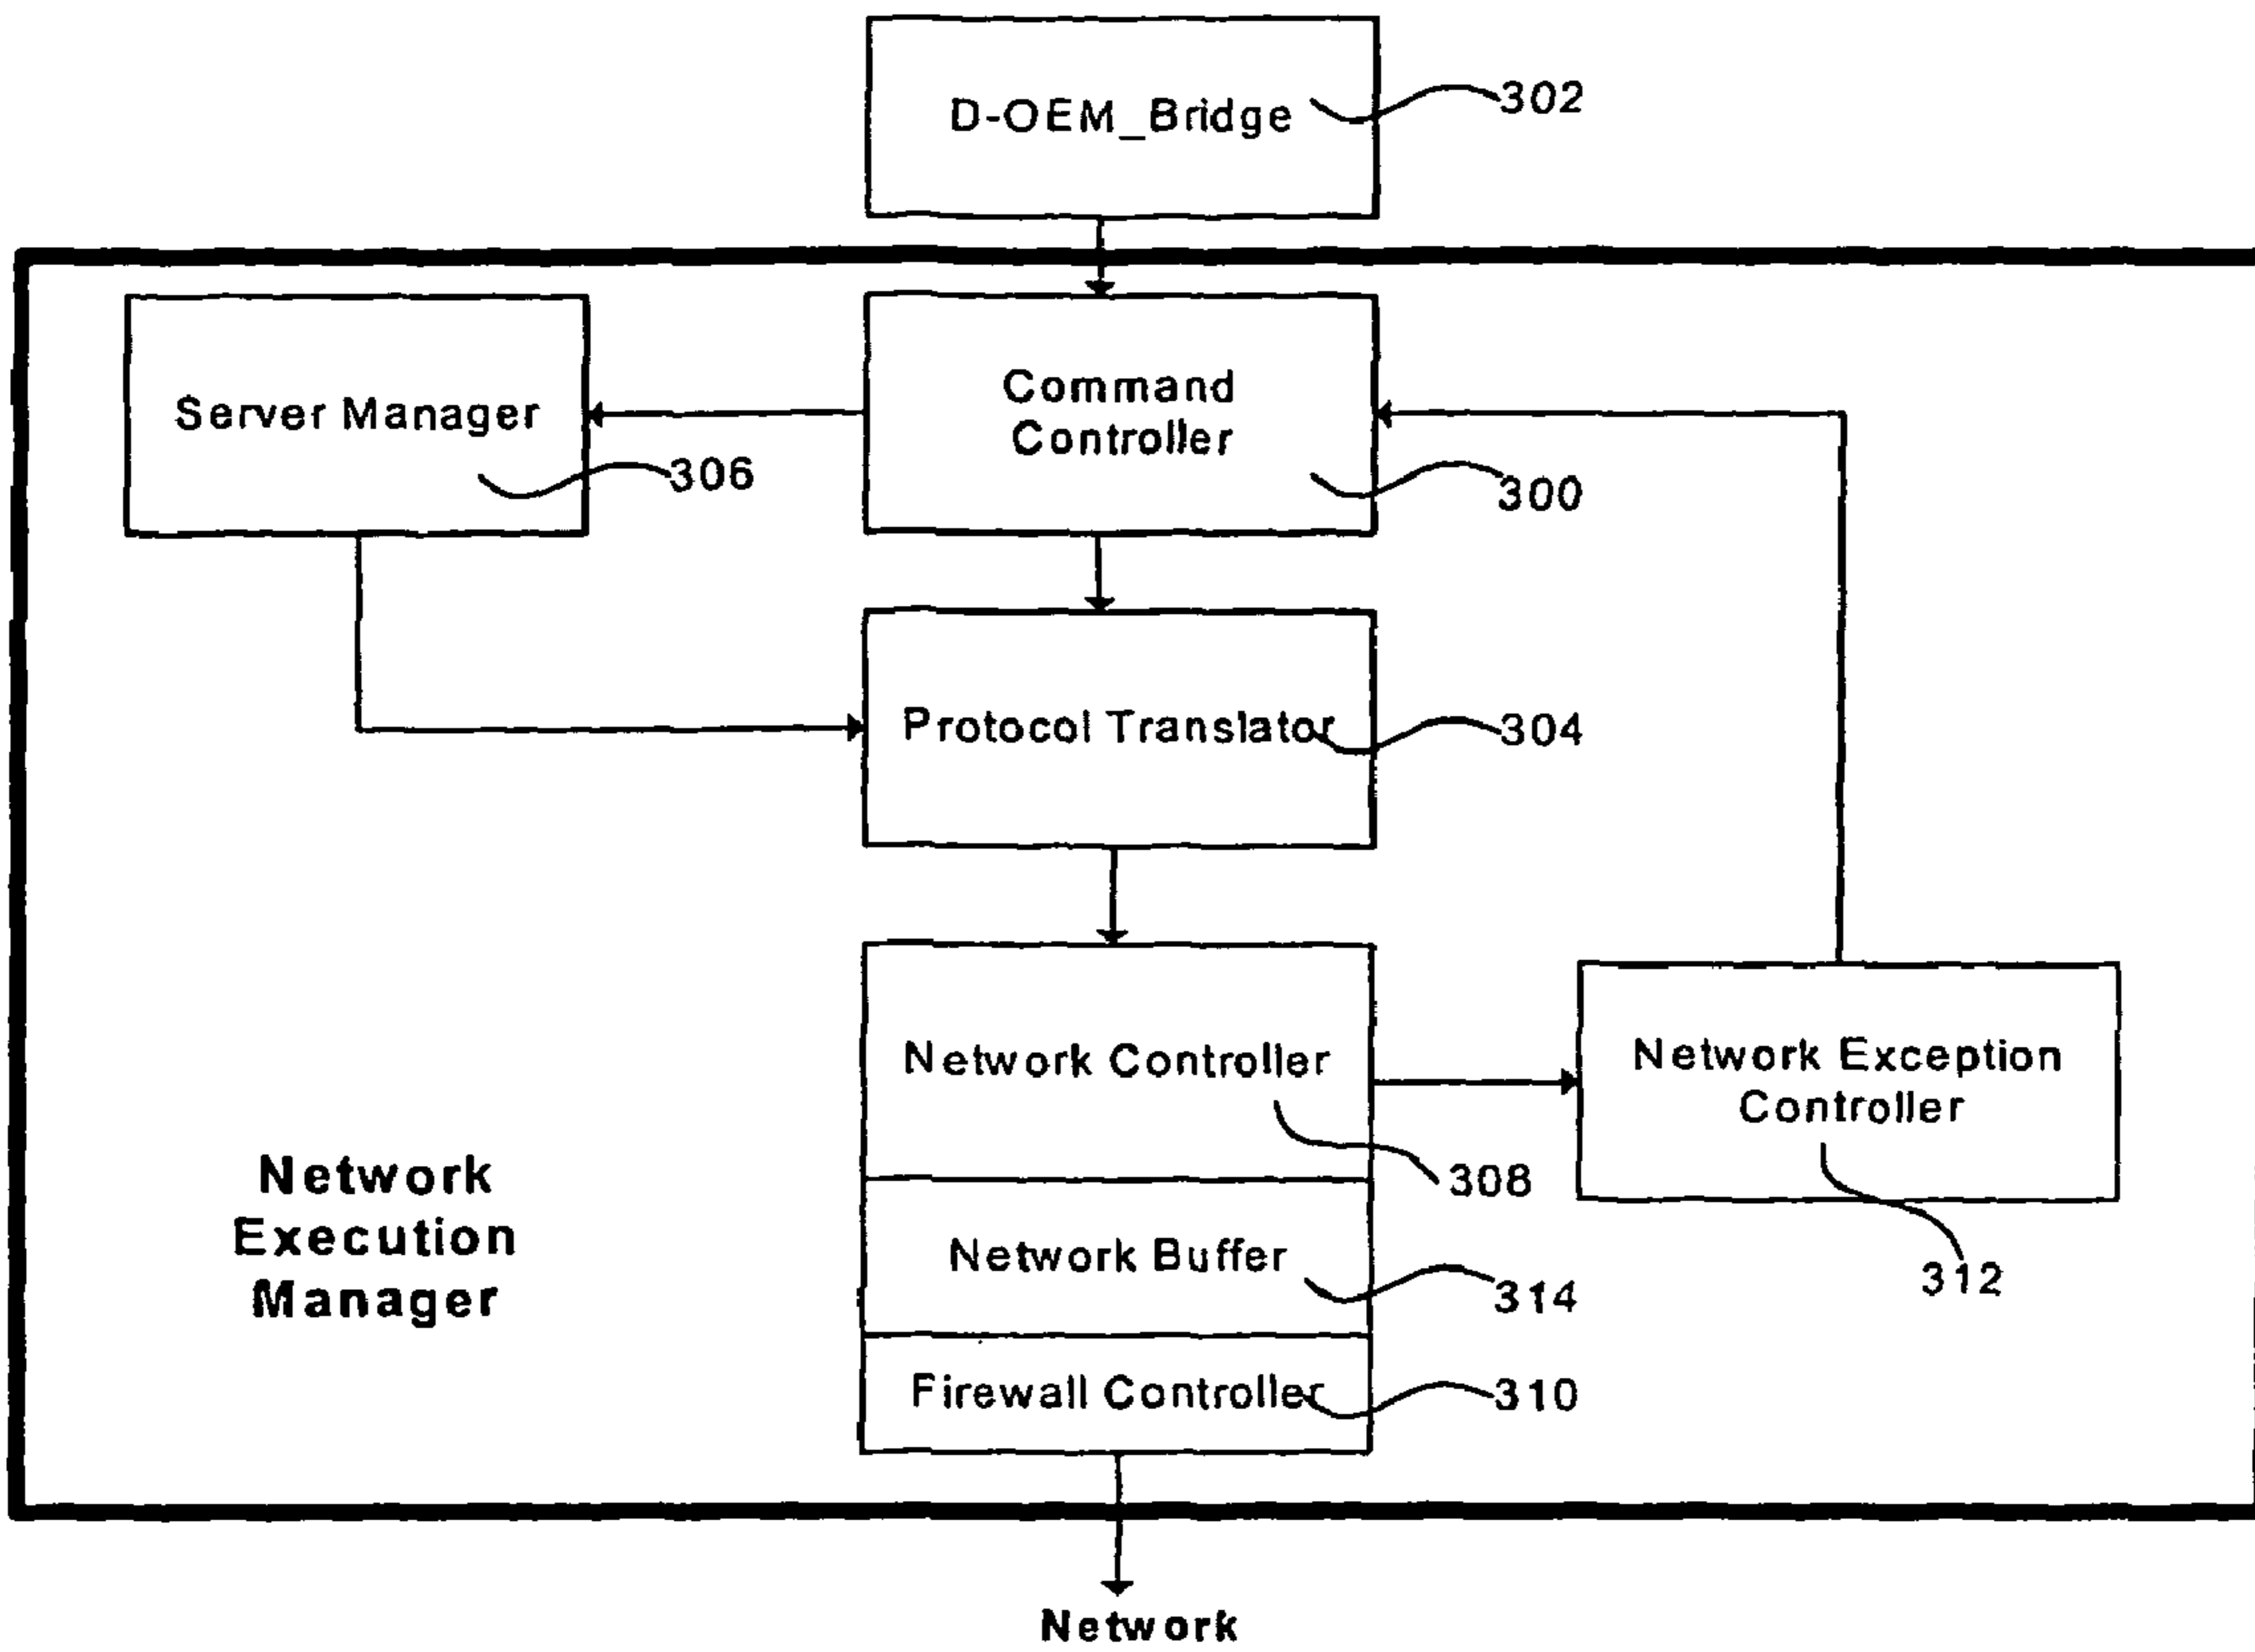 D-OEM_Bridge
302
Server Manager
306
Command
Controller
300
Protocol Translator
304
Network Controller
308
Network Exception
Controller
312
Network
Execution
Manager
Network Buffer
314
Firewall Controller
310
Network